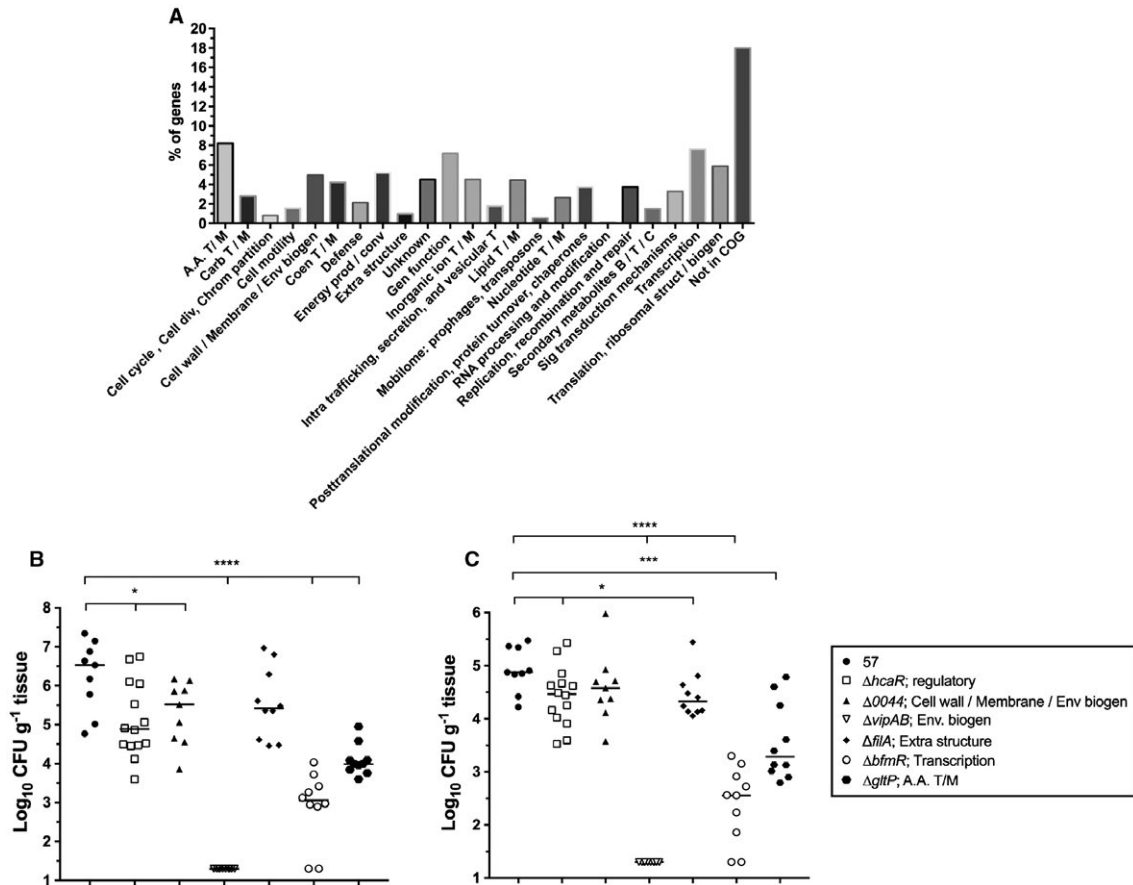 A
% of genes
20
18
16
14
12
10
8
6
4
2
0
A.A. T/ M
Carb T / M
Cell cycle , Cell div, Chrom partition
Cell motility
Cell wall / Membrane / Env biogen
Coen T / M
Defense
Energy prod / conv
Extra structure
Unknown
Gen function
Inorganic ion T / M
Intra trafficking, secretion, and vesicular T
Lipid T / M
Mobilome: prophages, transposons
Nucleotide T / M
Posttranslational modification, protein turnover, chaperones
RNA processing and modification
Replication, recombination and repair
Secondary metabolites B / T / C
Sig transduction mechanisms
Transcription
Translation, ribosomal struct / biogen
Not in COG
B
****
*
Log10 CFU g-1 tissue
8
7
6
5
4
3
2
1
C
****
***
*
Log10 CFU g-1 tissue
6
5
4
3
2
1
57
ΔhcaR; regulatory
Δ0044; Cell wall / Membrane / Env biogen
ΔvipAB; Env. biogen
ΔfilA; Extra structure
ΔbfmR; Transcription
ΔgltP; A.A. T/M